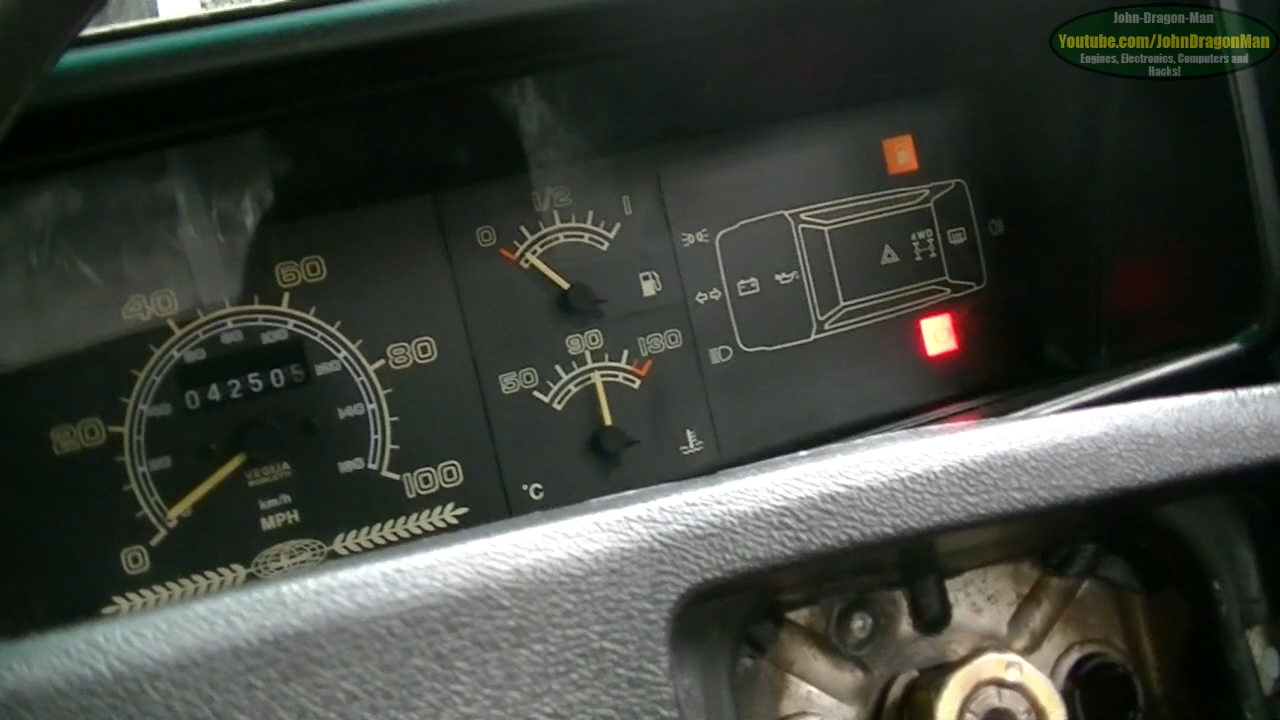 John-Dragon-Man
Youtube.com/JohnDragonMan
Engines, Electronics, Computers and
Hacks!
0 1/2 1
4WD
60
40
80
50 90 130
042505
140
20
100
VEGLIA
km/h
MPH
°C
0